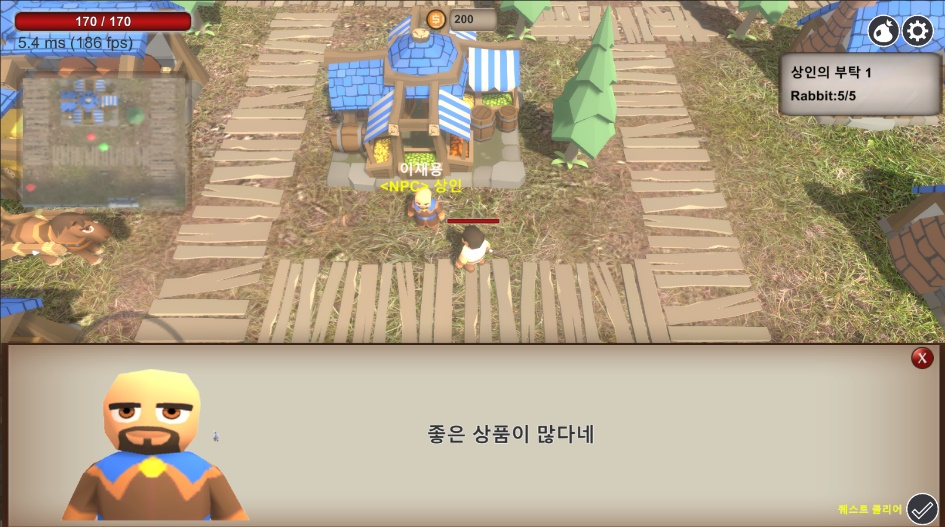 170 / 170
5.4 ms (186 fps)
200
상인의 부탁 1
Rabbit:5/5
이재용
<NPC> 상인
X
좋은 상품이 많다네
퀘스트 클리어